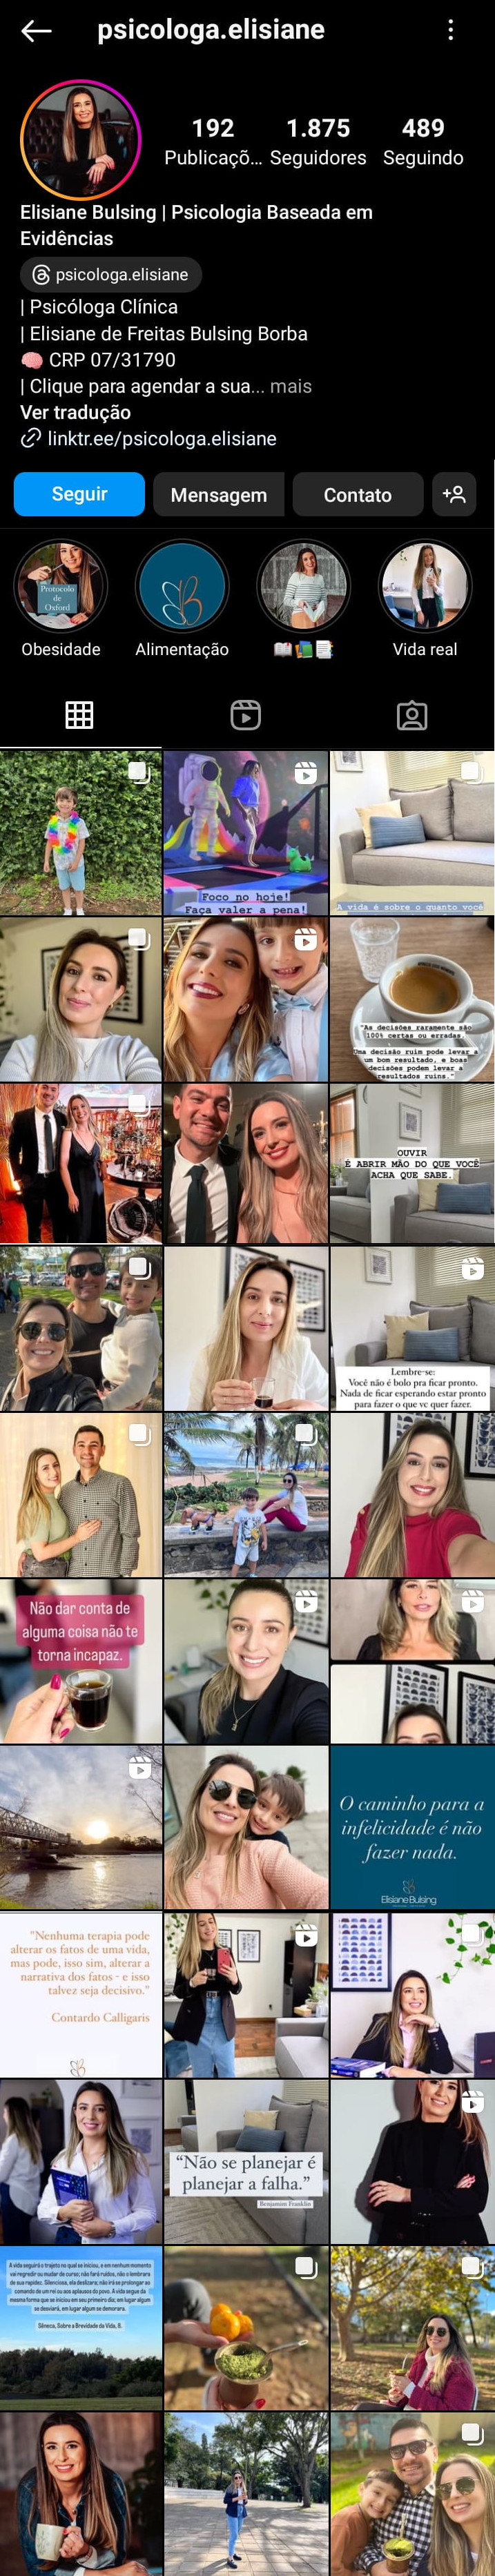 psicologa.elisiane
192
1.875
489
Publicaçõ...
Seguidores
Seguindo
Elisiane Bulsing | Psicologia Baseada em
Evidências
psicologa.elisiane
| Psicóloga Clínica
| Elisiane de Freitas Bulsing Borba
🧠 CRP 07/31790
| Clique para agendar a sua... mais
Ver tradução
linktr.ee/psicologa.elisiane
Seguir
Mensagem
Contato
Protocolo
de
Oxford
Obesidade
Alimentação
📖📚📑
Vida real
Foco no hoje!
Faça valer a pena!
A vida é sobre o quanto você
"As decisões raramente são
100% certas ou erradas.
Uma decisão ruim pode levar a
um bom resultado, e boas
decisões podem levar a
resultados ruins."
OUVIR
É ABRIR MÃO DO QUE VOCÊ
ACHA QUE SABE.
Lembre-se:
Você não é bolo pra ficar pronto.
Nada de ficar esperando estar pronto
para fazer o que vc quer fazer.
Não dar conta de
alguma coisa não te
torna incapaz.
O caminho para a
infelicidade é não
fazer nada.
Elisiane Bulsing
"Nenhuma terapia pode
alterar os fatos de uma vida,
mas pode, isso sim, alterar a
narrativa dos fatos - e isso
talvez seja decisivo."
Contardo Calligaris
“Não se planejar é
planejar a falha.”
Benjamin Franklin
A vida seguirá o trajeto no qual se iniciou, e em nenhum momento
vai regredir ou mudar de curso; não fará ruídos, não o lembrará
de sua rapidez. Silenciosa, ela deslizará; não irá se prolongar ao
comando de um rei ou aos aplausos do povo. A vida segue da
mesma forma que se iniciou em seu primeiro dia; em lugar algum
se desviará, em lugar algum se demorará.
Sêneca, Sobre a Brevidade da Vida, 8.